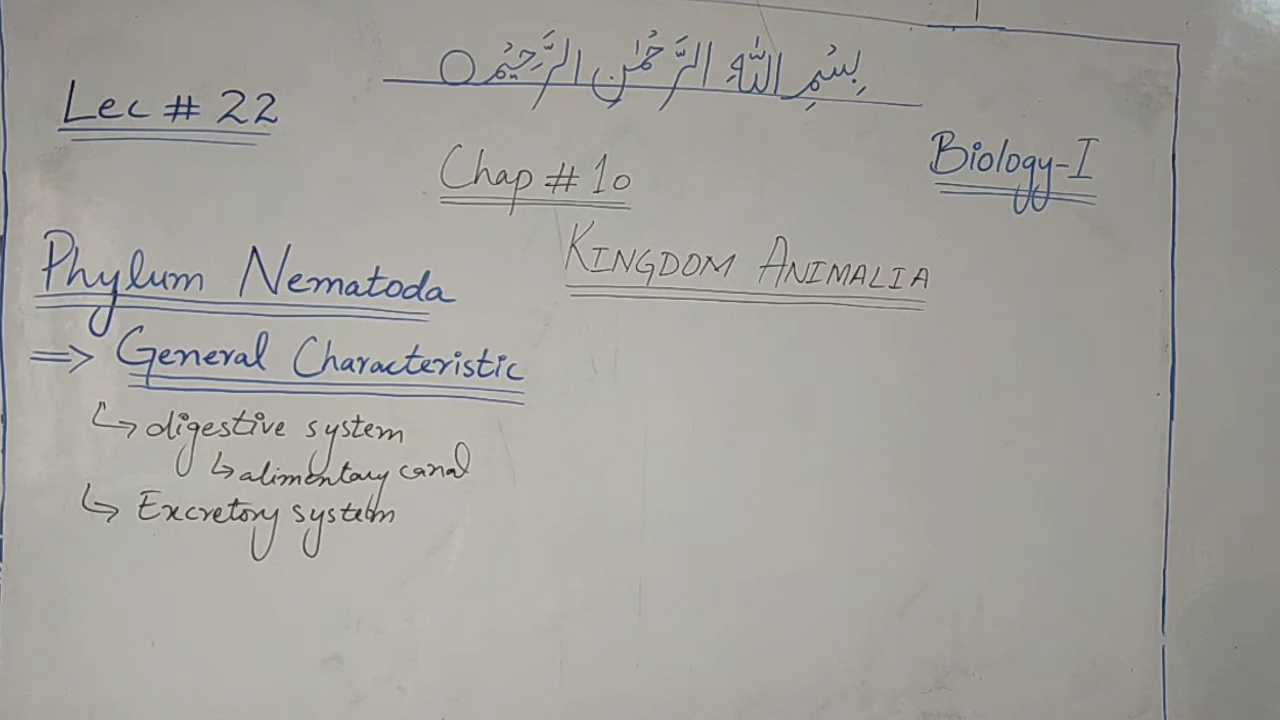 بِسْمِ اللّٰهِ الرَّحْمٰنِ الرَّحِيْمِ ○
Lec # 22
Biology-I
Chap # 10
KINGDOM ANIMALIA
Phylum Nematoda
⇒ General Characteristic
↳ digestive system
↳ alimentary canal
↳ Excretory system